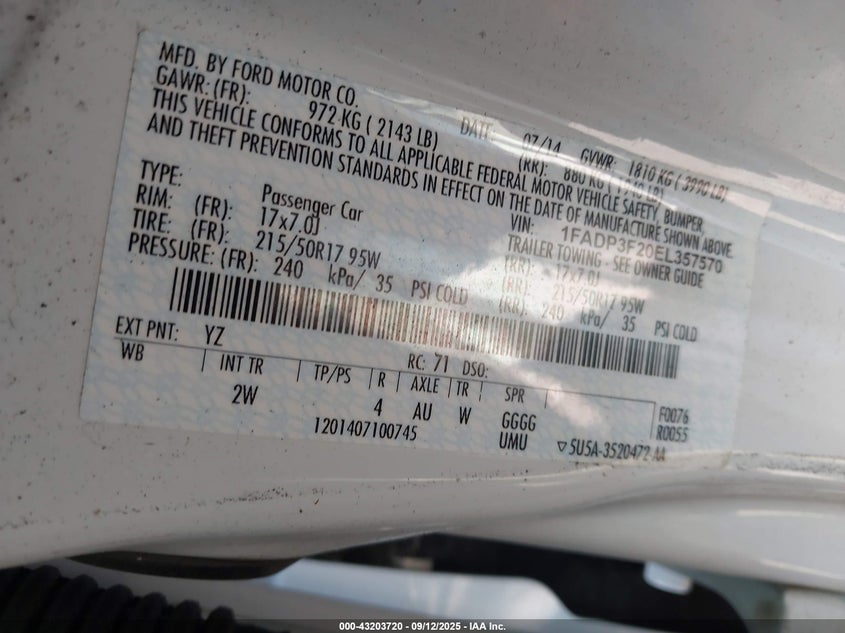 MFD. BY FORD MOTOR CO.
DATE: 07/14 GVWR: 1810 KG ( 3990 LB)
GAWR: (FR): 972 KG ( 2143 LB) (RR): 880 KG ( 1940 LB)
THIS VEHICLE CONFORMS TO ALL APPLICABLE FEDERAL MOTOR VEHICLE SAFETY, BUMPER,
AND THEFT PREVENTION STANDARDS IN EFFECT ON THE DATE OF MANUFACTURE SHOWN ABOVE.
VIN: 1FADP3F20EL357570
TYPE: Passenger Car TRAILER TOWING - SEE OWNER GUIDE
RIM: (FR): 17x7.0J (RR): 17x7.0J
TIRE: (FR): 215/50R17 95W (RR): 215/50R17 95W
PRESSURE: (FR): 240 kPa/ 35 PSI COLD (RR): 240 kPa/ 35 PSI COLD
EXT PNT: YZ RC: 71 DSO:
WB INT TR TP/PS R AXLE TR SPR F0076
2W 4 AU W GGGG R0055
UMU
1201407100745 ▽5U5A-3520472-AA
000-43203720 - 09/12/2025 - IAA Inc.